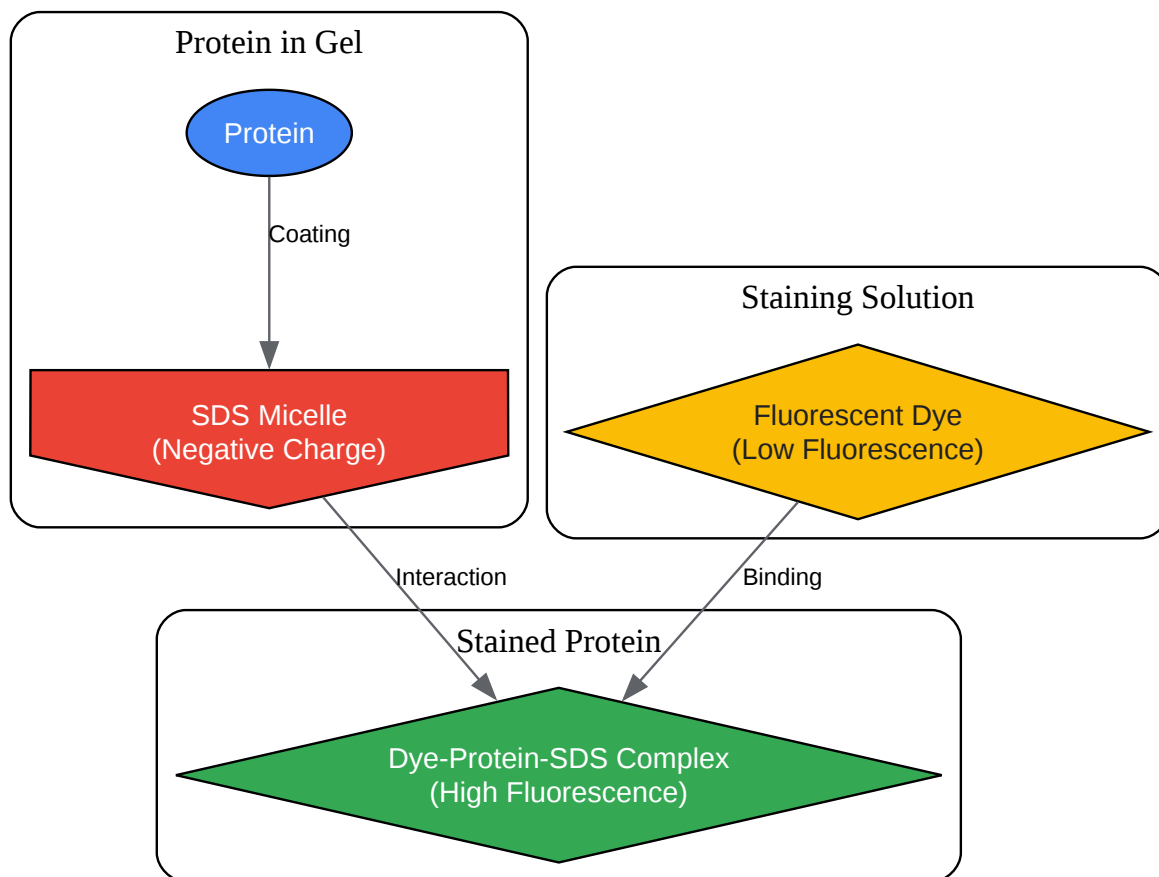 Protein in Gel
Protein
Coating
Staining Solution
SDS Micelle
(Negative Charge)
Fluorescent Dye
(Low Fluorescence)
Interaction
Binding
Stained Protein
Dye-Protein-SDS Complex
(High Fluorescence)